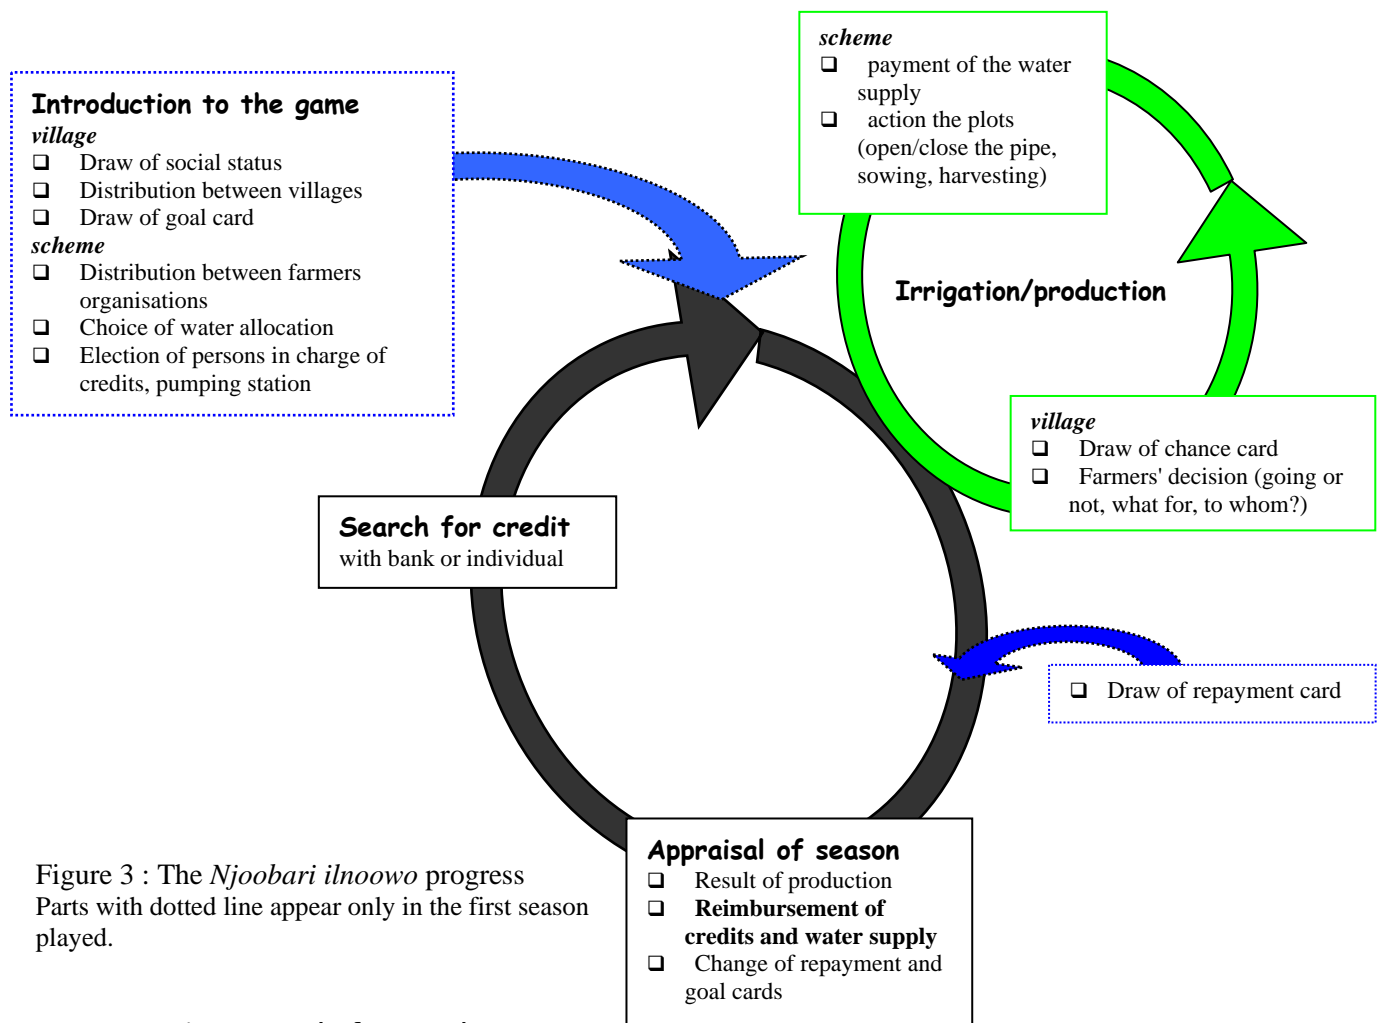 Introduction to the game
village
❑ Draw of social status
❑ Distribution between villages
❑ Draw of goal card
scheme
❑ Distribution between farmers
organisations
❑ Choice of water allocation
❑ Election of persons in charge of
credits, pumping station
scheme
❑ payment of the water
supply
❑ action the plots
(open/close the pipe,
sowing, harvesting)
Irrigation/production
village
❑ Draw of chance card
❑ Farmers' decision (going or
not, what for, to whom?)
Search for credit
with bank or individual
❑ Draw of repayment card
Appraisal of season
❑ Result of production
❑ Reimbursement of
credits and water supply
❑ Change of repayment and
goal cards
Figure 3 : The Njoobari ilnoowo progress
Parts with dotted line appear only in the first season
played.